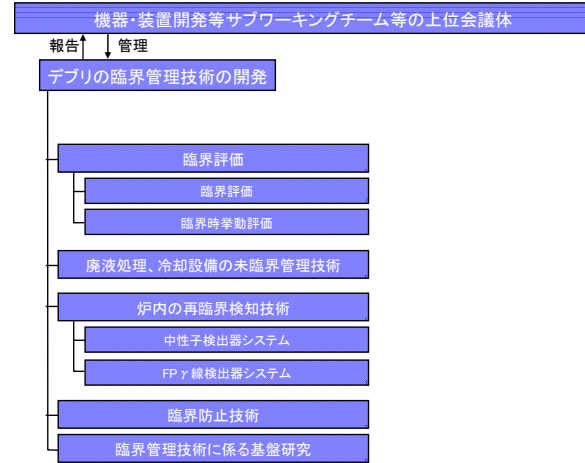 機器・装置開発等サブワーキングチーム等の上位会議体
報告 管理
デブリの臨界管理技術の開発
臨界評価
臨界評価
臨界時挙動評価
廃液処理、冷却設備の未臨界管理技術
炉内の再臨界検知技術
中性子検出器システム
FPγ線検出器システム
臨界防止技術
臨界管理技術に係る基盤研究